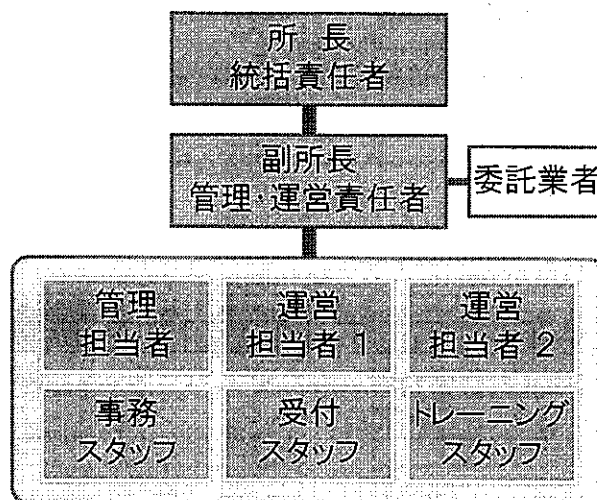 所 長
統括責任者
副所長
管理・運営責任者
委託業者
管理
担当者
運営
担当者 1
運営
担当者 2
事務
スタッフ
受付
スタッフ
トレーニング
スタッフ